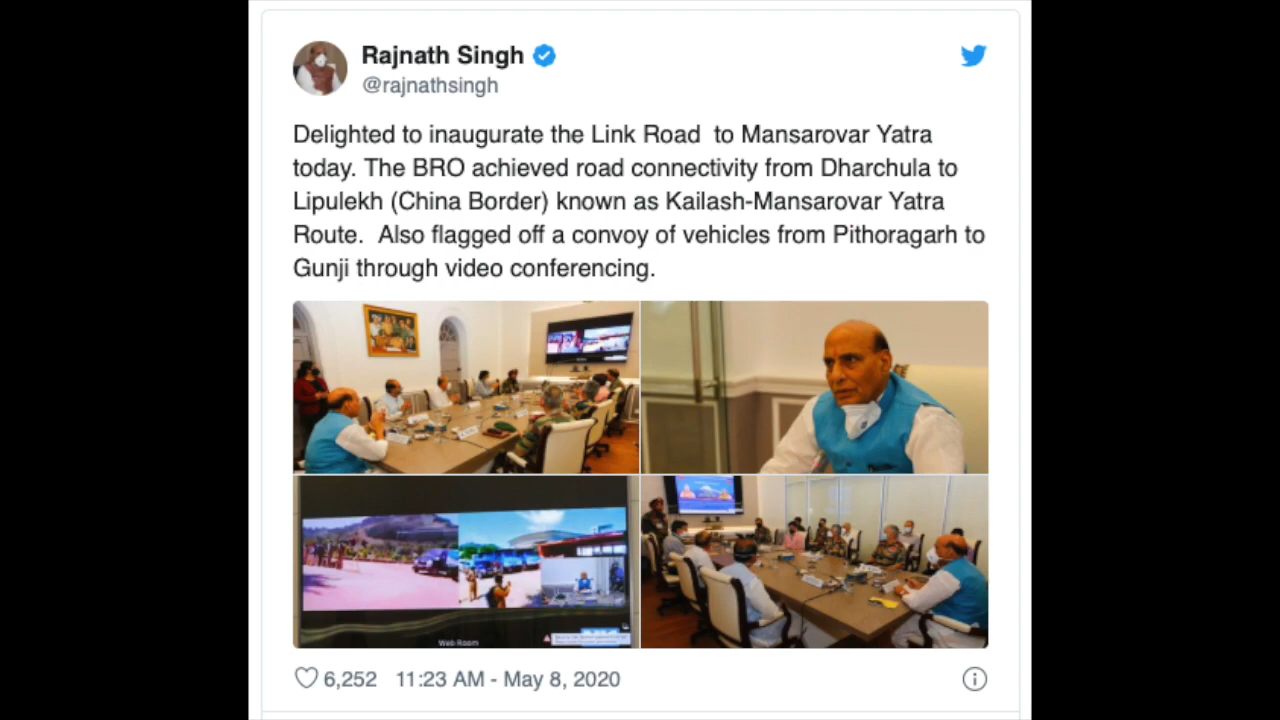 Rajnath Singh
@rajnathsingh
Delighted to inaugurate the Link Road  to Mansarovar Yatra
today. The BRO achieved road connectivity from Dharchula to
Lipulekh (China Border) known as Kailash-Mansarovar Yatra
Route.  Also flagged off a convoy of vehicles from Pithoragarh to
Gunji through video conferencing.
Web Room
6,252 11:23 AM - May 8, 2020